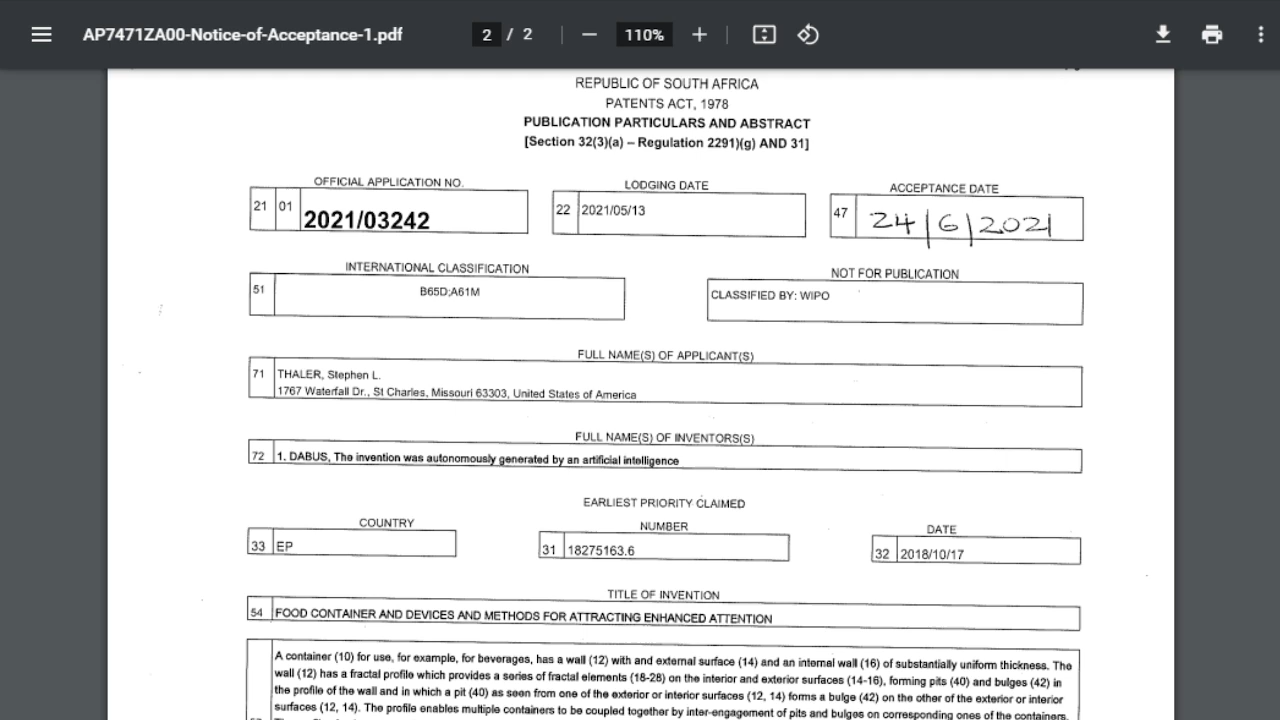 AP7471ZA00-Notice-of-Acceptance-1.pdf 2 / 2 110%
REPUBLIC OF SOUTH AFRICA
PATENTS ACT, 1978
PUBLICATION PARTICULARS AND ABSTRACT
[Section 32(3)(a) – Regulation 2291)(g) AND 31]
OFFICIAL APPLICATION NO. LODGING DATE ACCEPTANCE DATE
21 01 2021/03242 22 2021/05/13 47 24/6/2021
INTERNATIONAL CLASSIFICATION NOT FOR PUBLICATION
51 B65D;A61M CLASSIFIED BY: WIPO
FULL NAME(S) OF APPLICANT(S)
71 THALER, Stephen L.
1767 Waterfall Dr., St Charles, Missouri 63303, United States of America
FULL NAME(S) OF INVENTORS(S)
72 1. DABUS, The invention was autonomously generated by an artificial intelligence
EARLIEST PRIORITY CLAIMED
COUNTRY NUMBER DATE
33 EP 31 18275163.6 32 2018/10/17
TITLE OF INVENTION
54 FOOD CONTAINER AND DEVICES AND METHODS FOR ATTRACTING ENHANCED ATTENTION
A container (10) for use, for example, for beverages, has a wall (12) with and external surface (14) and an internal wall (16) of substantially uniform thickness. The
wall (12) has a fractal profile which provides a series of fractal elements (18-28) on the interior and exterior surfaces (14-16), forming pits (40) and bulges (42) in
the profile of the wall and in which a pit (40) as seen from one of the exterior or interior surfaces (12, 14) forms a bulge (42) on the other of the exterior or interior
surfaces (12, 14). The profile enables multiple containers to be coupled together by inter-engagement of pits and bulges on corresponding ones of the containers.